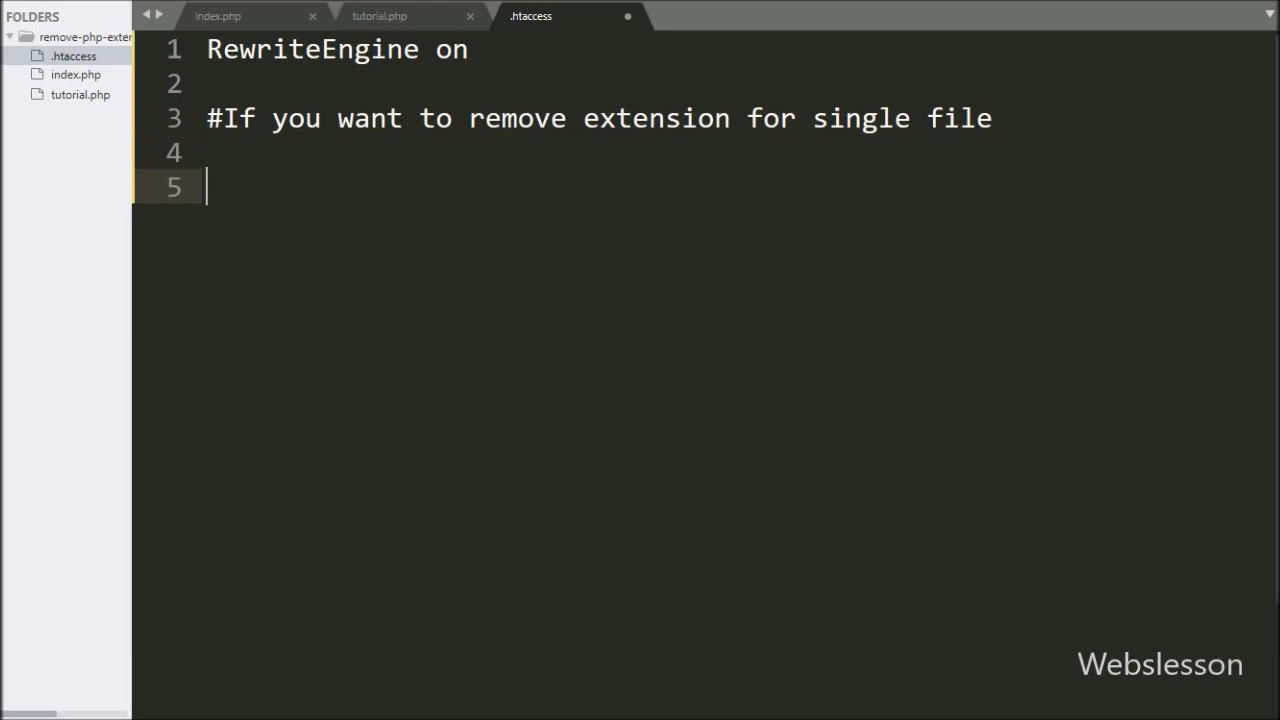 FOLDERS
remove-php-exter
.htaccess
index.php
tutorial.php
index.php
tutorial.php
.htaccess
1 RewriteEngine on
2
3 #If you want to remove extension for single file
4
5
Webslesson